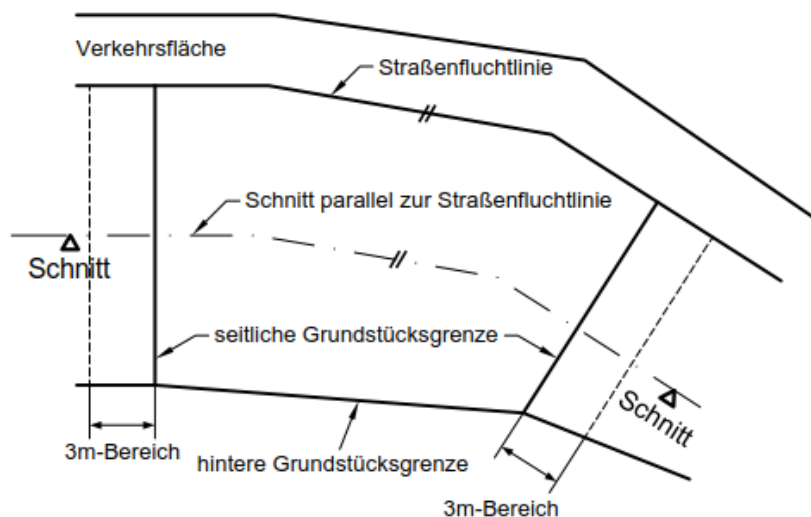 Verkehrsfläche
Straßenfluchtlinie
Schnitt parallel zur Straßenfluchtlinie
Schnitt
seitliche Grundstücksgrenze
Schnitt
3m-Bereich
hintere Grundstücksgrenze
3m-Bereich